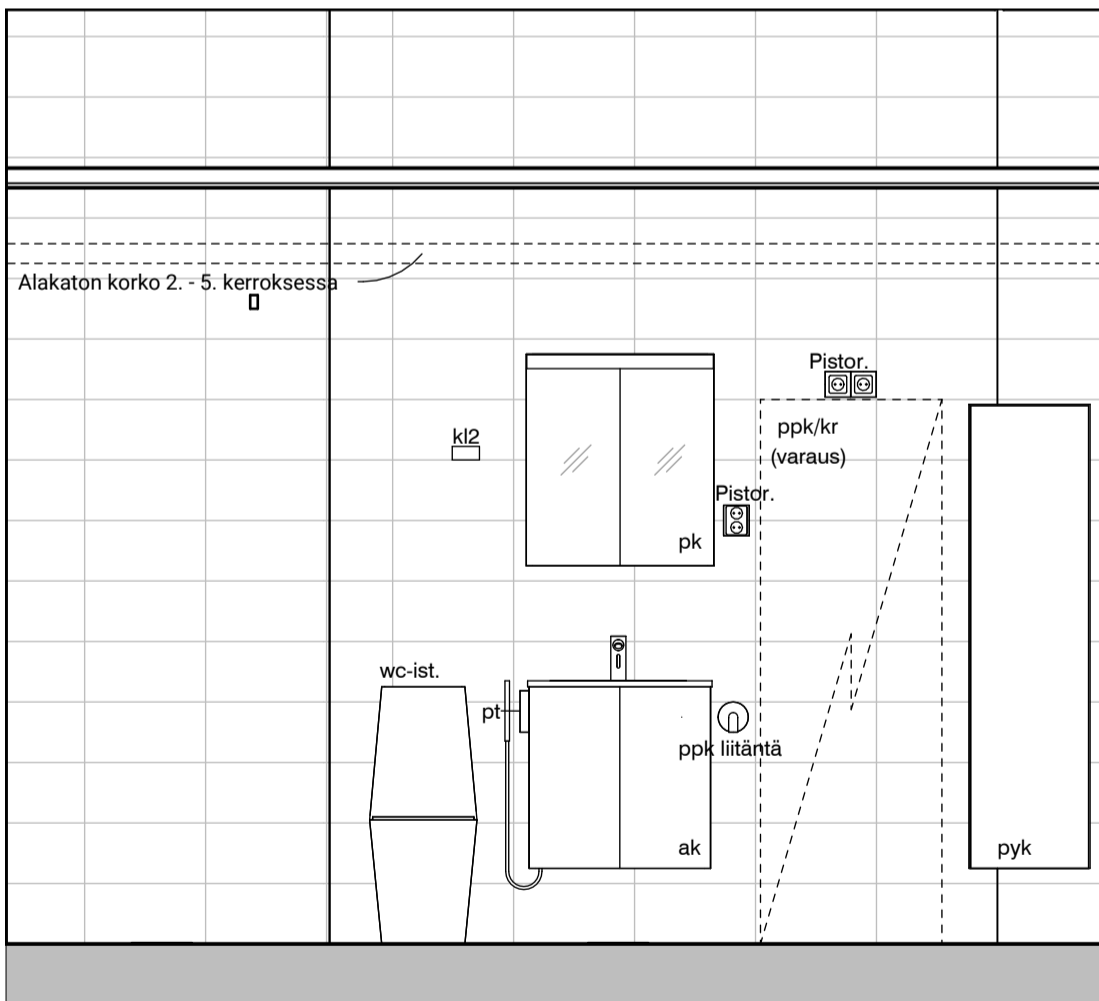 Alakaton korko 2. - 5. kerroksessa
Pistor.
ppk/kr
(varaus)
kl2
Pistor.
pk
wc-ist.
pt
ppk liitäntä
ak
pyk